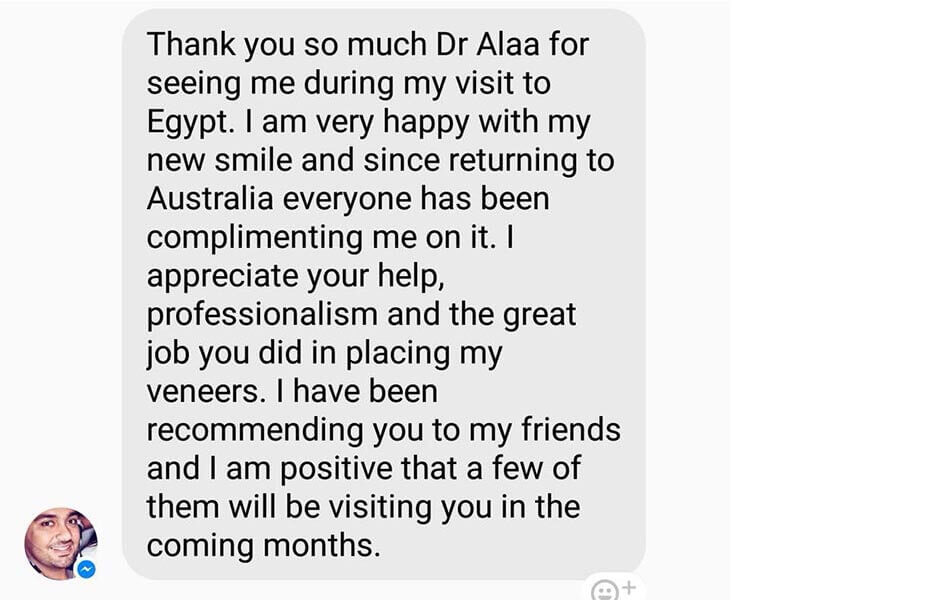 Thank you so much Dr Alaa for
seeing me during my visit to
Egypt. I am very happy with my
new smile and since returning to
Australia everyone has been
complimenting me on it. I
appreciate your help,
professionalism and the great
job you did in placing my
veneers. I have been
recommending you to my friends
and I am positive that a few of
them will be visiting you in the
coming months.